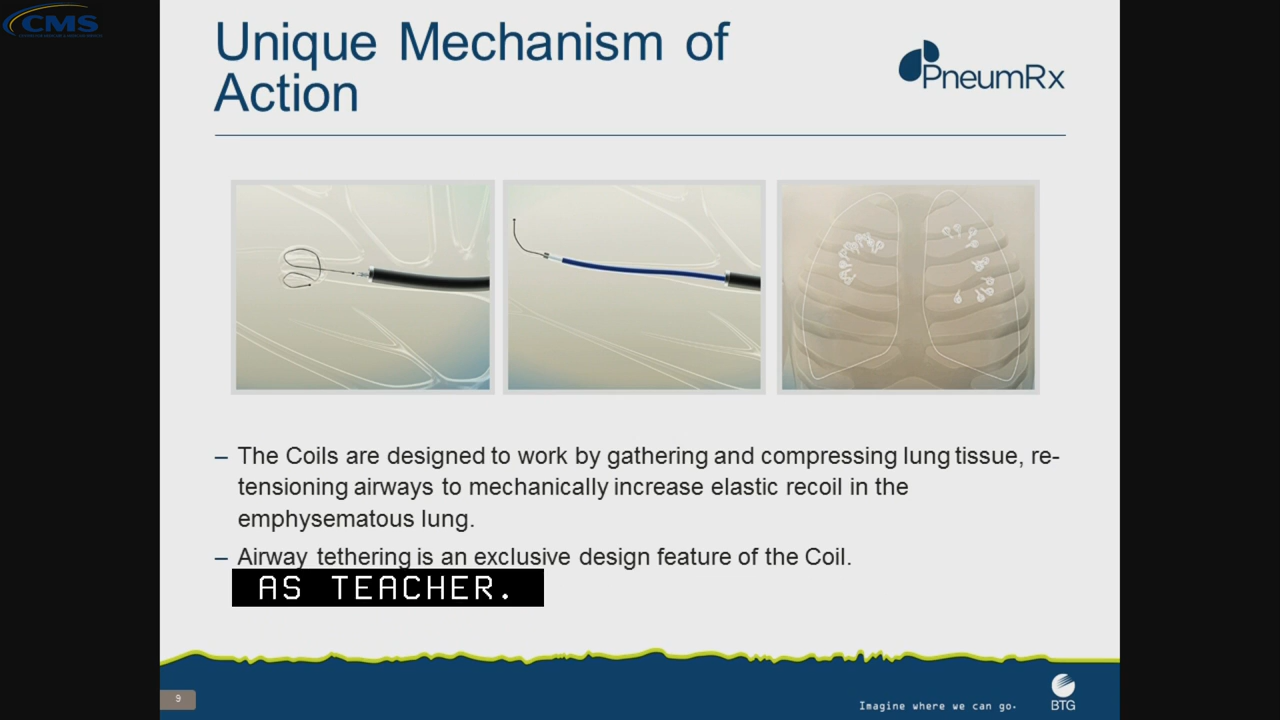 CMS
Unique Mechanism of
Action
PneumRx
– The Coils are designed to work by gathering and compressing lung tissue, re-
tensioning airways to mechanically increase elastic recoil in the
emphysematous lung.
– Airway tethering is an exclusive design feature of the Coil.
AS TEACHER.
9
Imagine where we can go.
BTG